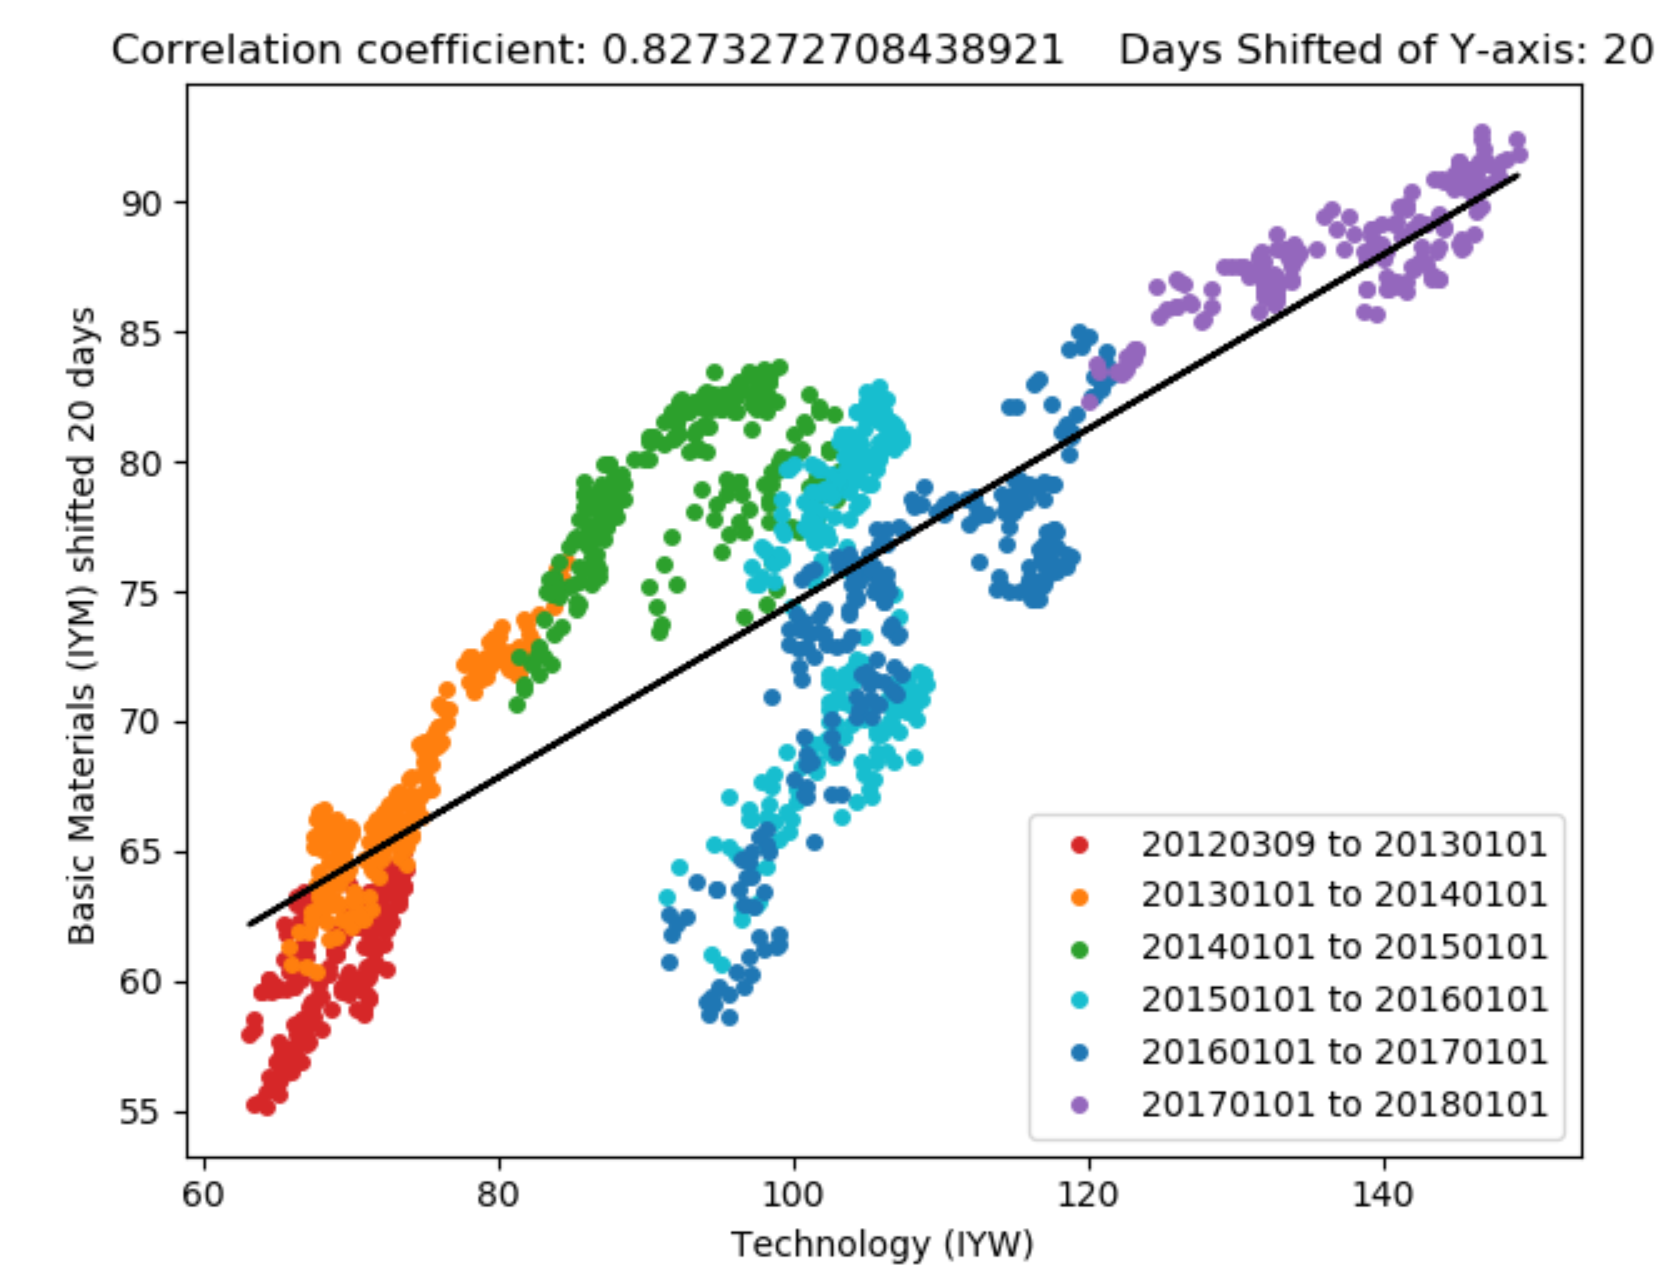 Correlation coefficient: 0.8273272708438921    Days Shifted of Y-axis: 20
90
85
80
75
70
65
60
55
Basic Materials (IYM) shifted 20 days
20120309 to 20130101
20130101 to 20140101
20140101 to 20150101
20150101 to 20160101
20160101 to 20170101
20170101 to 20180101
60 80 100 120 140
Technology (IYW)